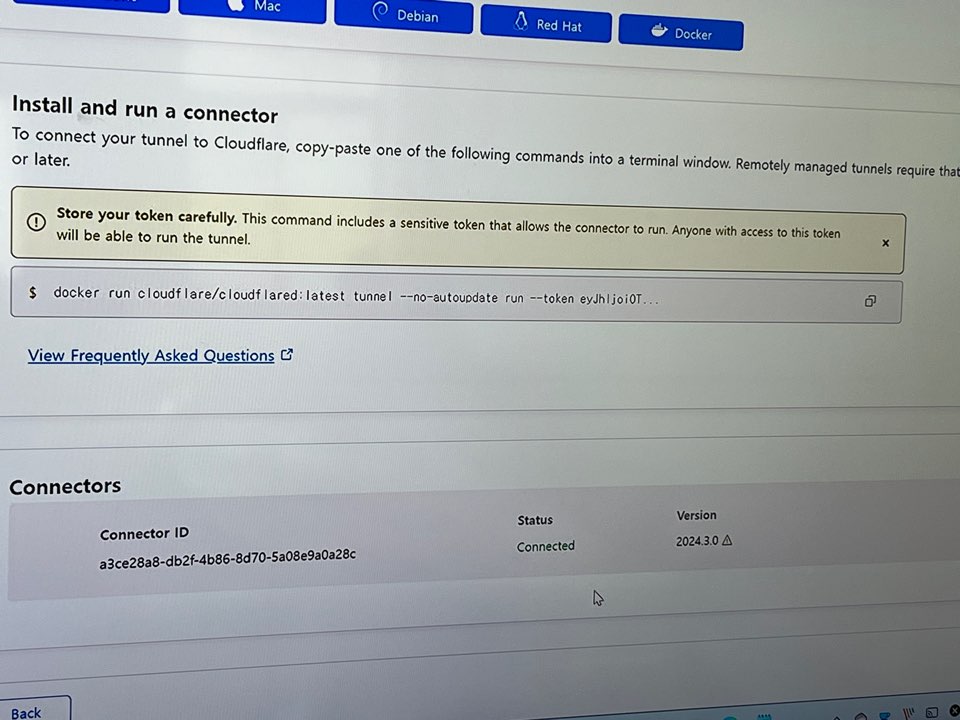 Mac
Debian
Red Hat
Docker
Install and run a connector
To connect your tunnel to Cloudflare, copy-paste one of the following commands into a terminal window. Remotely managed tunnels require that
or later.
Store your token carefully. This command includes a sensitive token that allows the connector to run. Anyone with access to this token
will be able to run the tunnel.
$ docker run cloudflare/cloudflared:latest tunnel --no-autoupdate run --token eyJhIjoiOT...
View Frequently Asked Questions
Connectors
Connector ID
Status
Version
a3ce28a8-db2f-4b86-8d70-5a08e9a0a28c
Connected
2024.3.0
Back